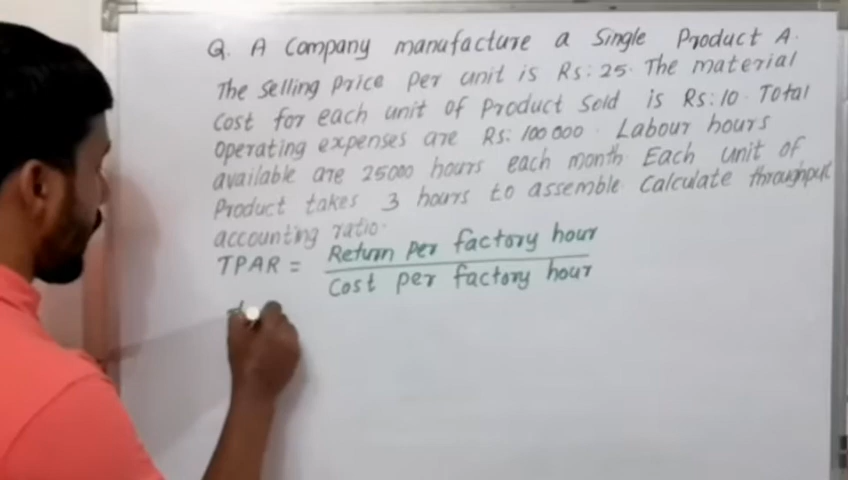 Q. A Company manufacture a Single Product A.
The Selling Price Per unit is Rs: 25. The material
Cost for each unit of Product Sold is Rs: 10. Total
Operating expenses are Rs: 100 000. Labour hours
available are 25000 hours each month Each unit of
Product takes 3 hours to assemble Calculate throughput
accounting ratio.
TPAR = Return Per factory hour
Cost per factory hour